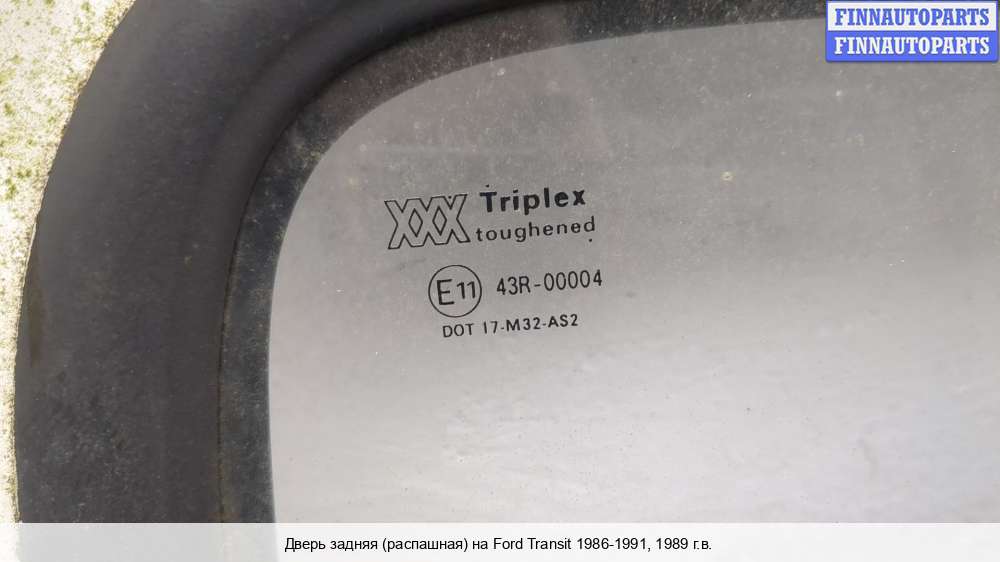 FINNAUTOPARTS
FINNAUTOPARTS
XXX Triplex
toughened
E11 43R-00004
DOT 17-M32-AS2
Дверь задняя (распашная) на Ford Transit 1986-1991, 1989 г.в.